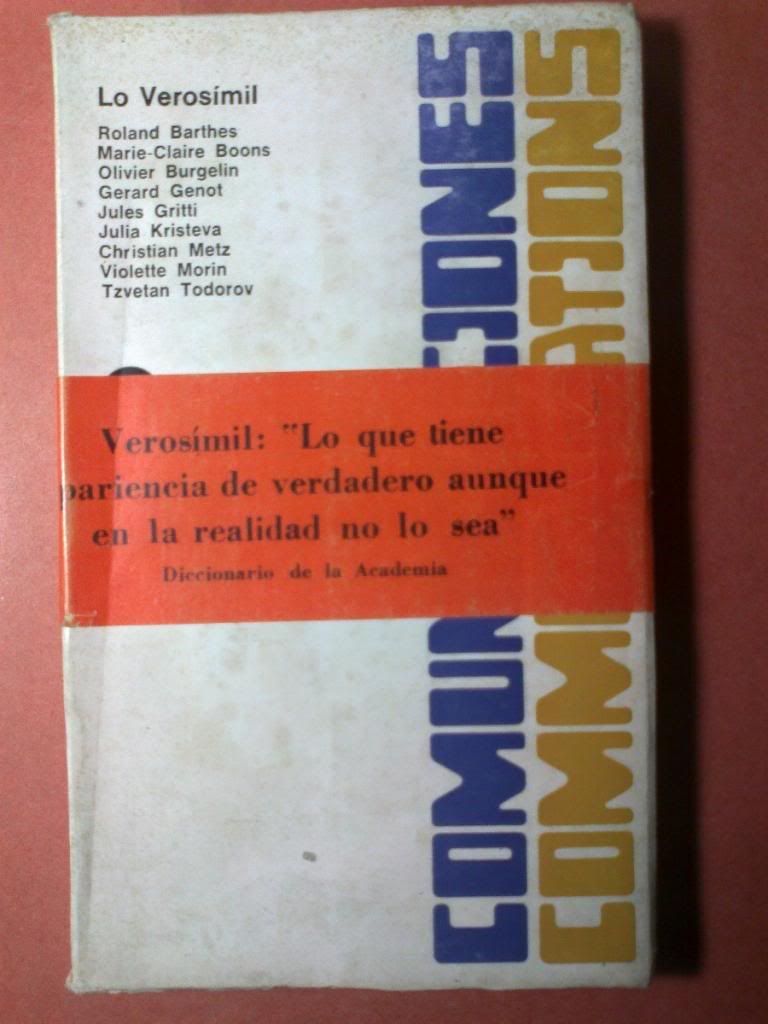 Lo Verosímil
Roland Barthes
Marie-Claire Boons
Olivier Burgelin
Gerard Genot
Jules Gritti
Julia Kristeva
Christian Metz
Violette Morin
Tzvetan Todorov
Verosímil: "Lo que tiene
pariencia de verdadero aunque
en la realidad no lo sea"
Diccionario de la Academia
COMUN CIONES
COMMU ATIONS